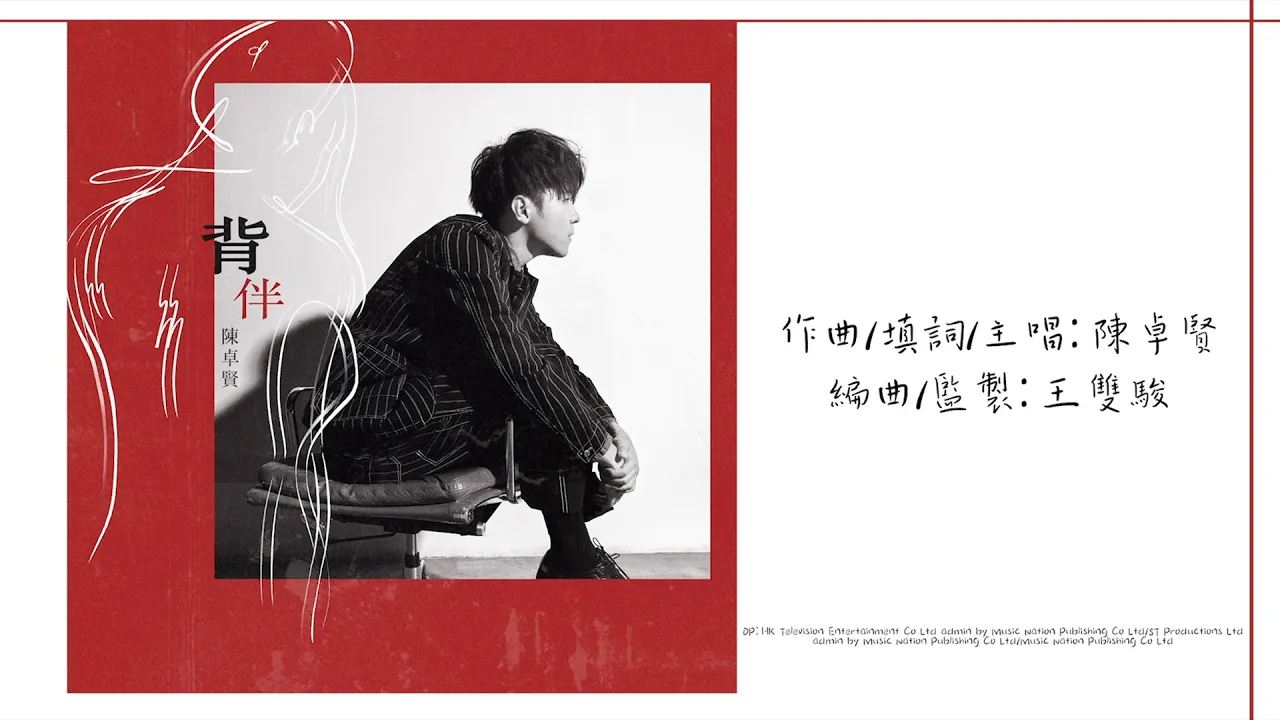 背
伴
陳卓賢
作曲/填詞/主唱: 陳卓賢
編曲/監製: 王雙駿
OP: HK Television Entertainment Co Ltd admin by Music Nation Publishing Co Ltd/ST Productions Ltd
admin by Music Nation Publishing Co Ltd/Music Nation Publishing Co Ltd